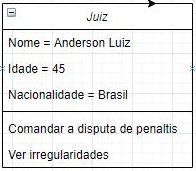 Juiz
Nome = Anderson Luiz
Idade = 45
Nacionalidade = Brasil
Comandar a disputa de penaltis
Ver irregularidades